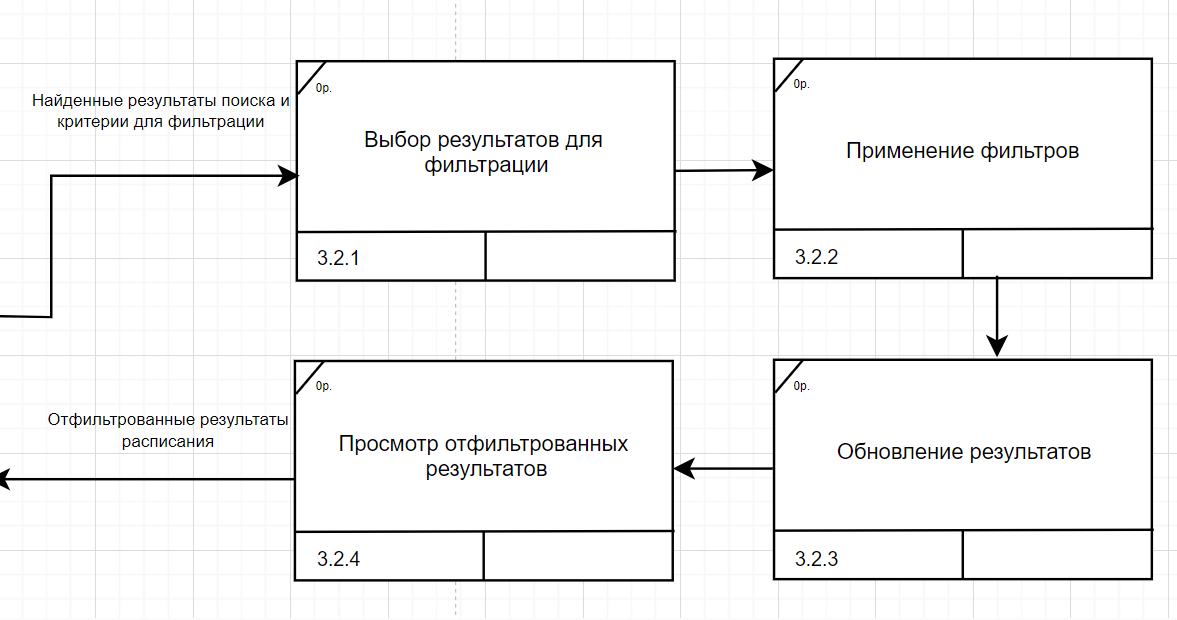 Найденные результаты поиска и
критерии для фильтрации
0р.
Выбор результатов для
фильтрации
3.2.1
0р.
Применение фильтров
3.2.2
Отфильтрованные результаты
расписания
0р.
Просмотр отфильтрованных
результатов
3.2.4
0р.
Обновление результатов
3.2.3